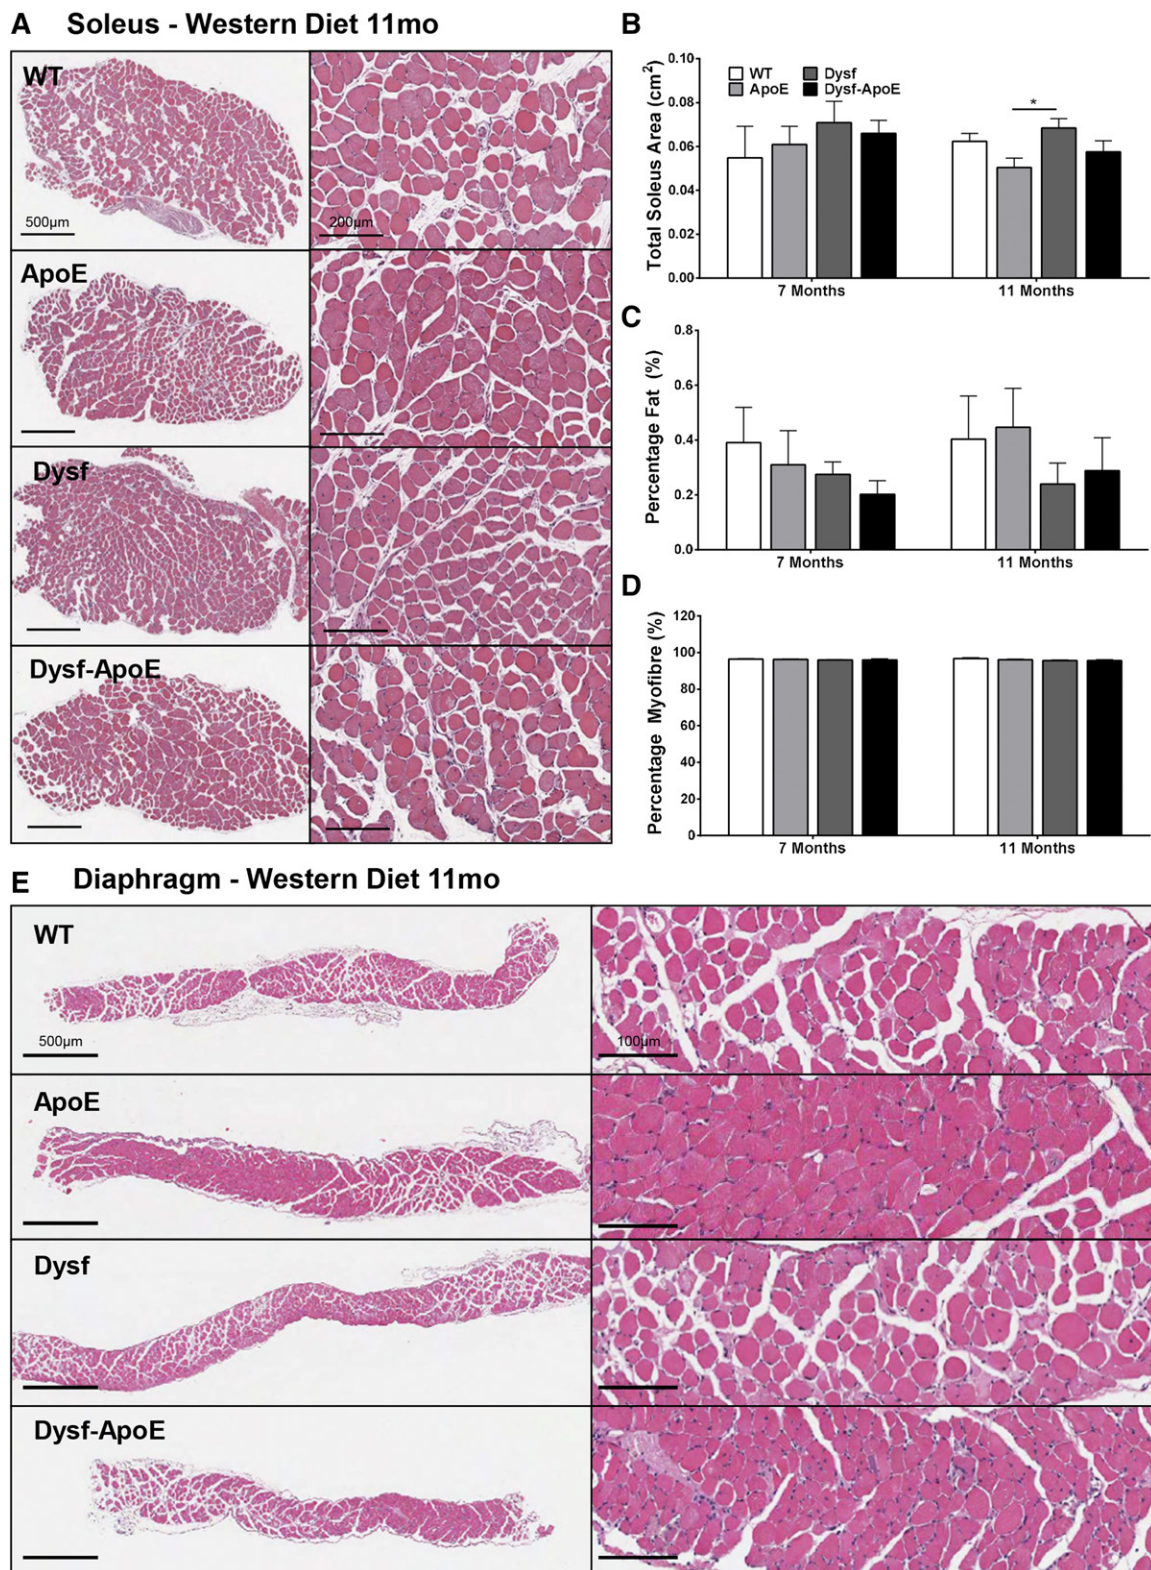 A Soleus - Western Diet 11mo
WT
500µm
200µm
ApoE
Dysf
Dysf-ApoE
B
Total Soleus Area (cm²)
0.10
0.08
0.06
0.04
0.02
0.00
WT Dysf
ApoE Dysf-ApoE
*
7 Months 11 Months
C
Percentage Fat (%)
0.8
0.6
0.4
0.2
0.0
7 Months 11 Months
D
Percentage Myofibre (%)
120
100
80
60
40
20
0
7 Months 11 Months
E Diaphragm - Western Diet 11mo
WT
500µm
100µm
ApoE
Dysf
Dysf-ApoE